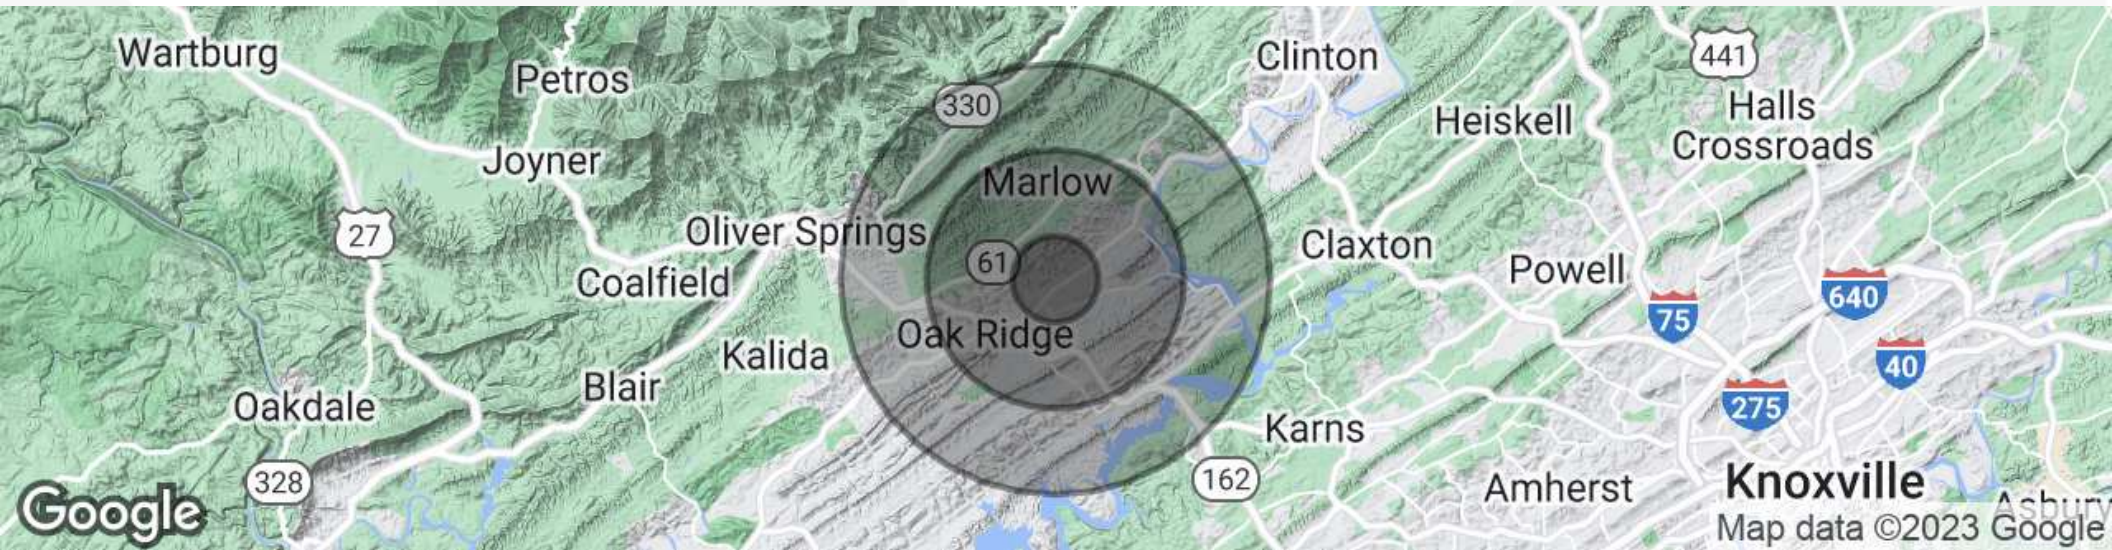 Wartburg
Clinton
441
Petros
330
Halls
Crossroads
Heiskell
Joyner
Marlow
27
Oliver Springs
Claxton
61
Powell
Coalfield
640
75
Oak Ridge
Kalida
40
Blair
Oakdale
275
Karns
328
162
Amherst
Knoxville
Google
Asbury
Map data ©2023 Google